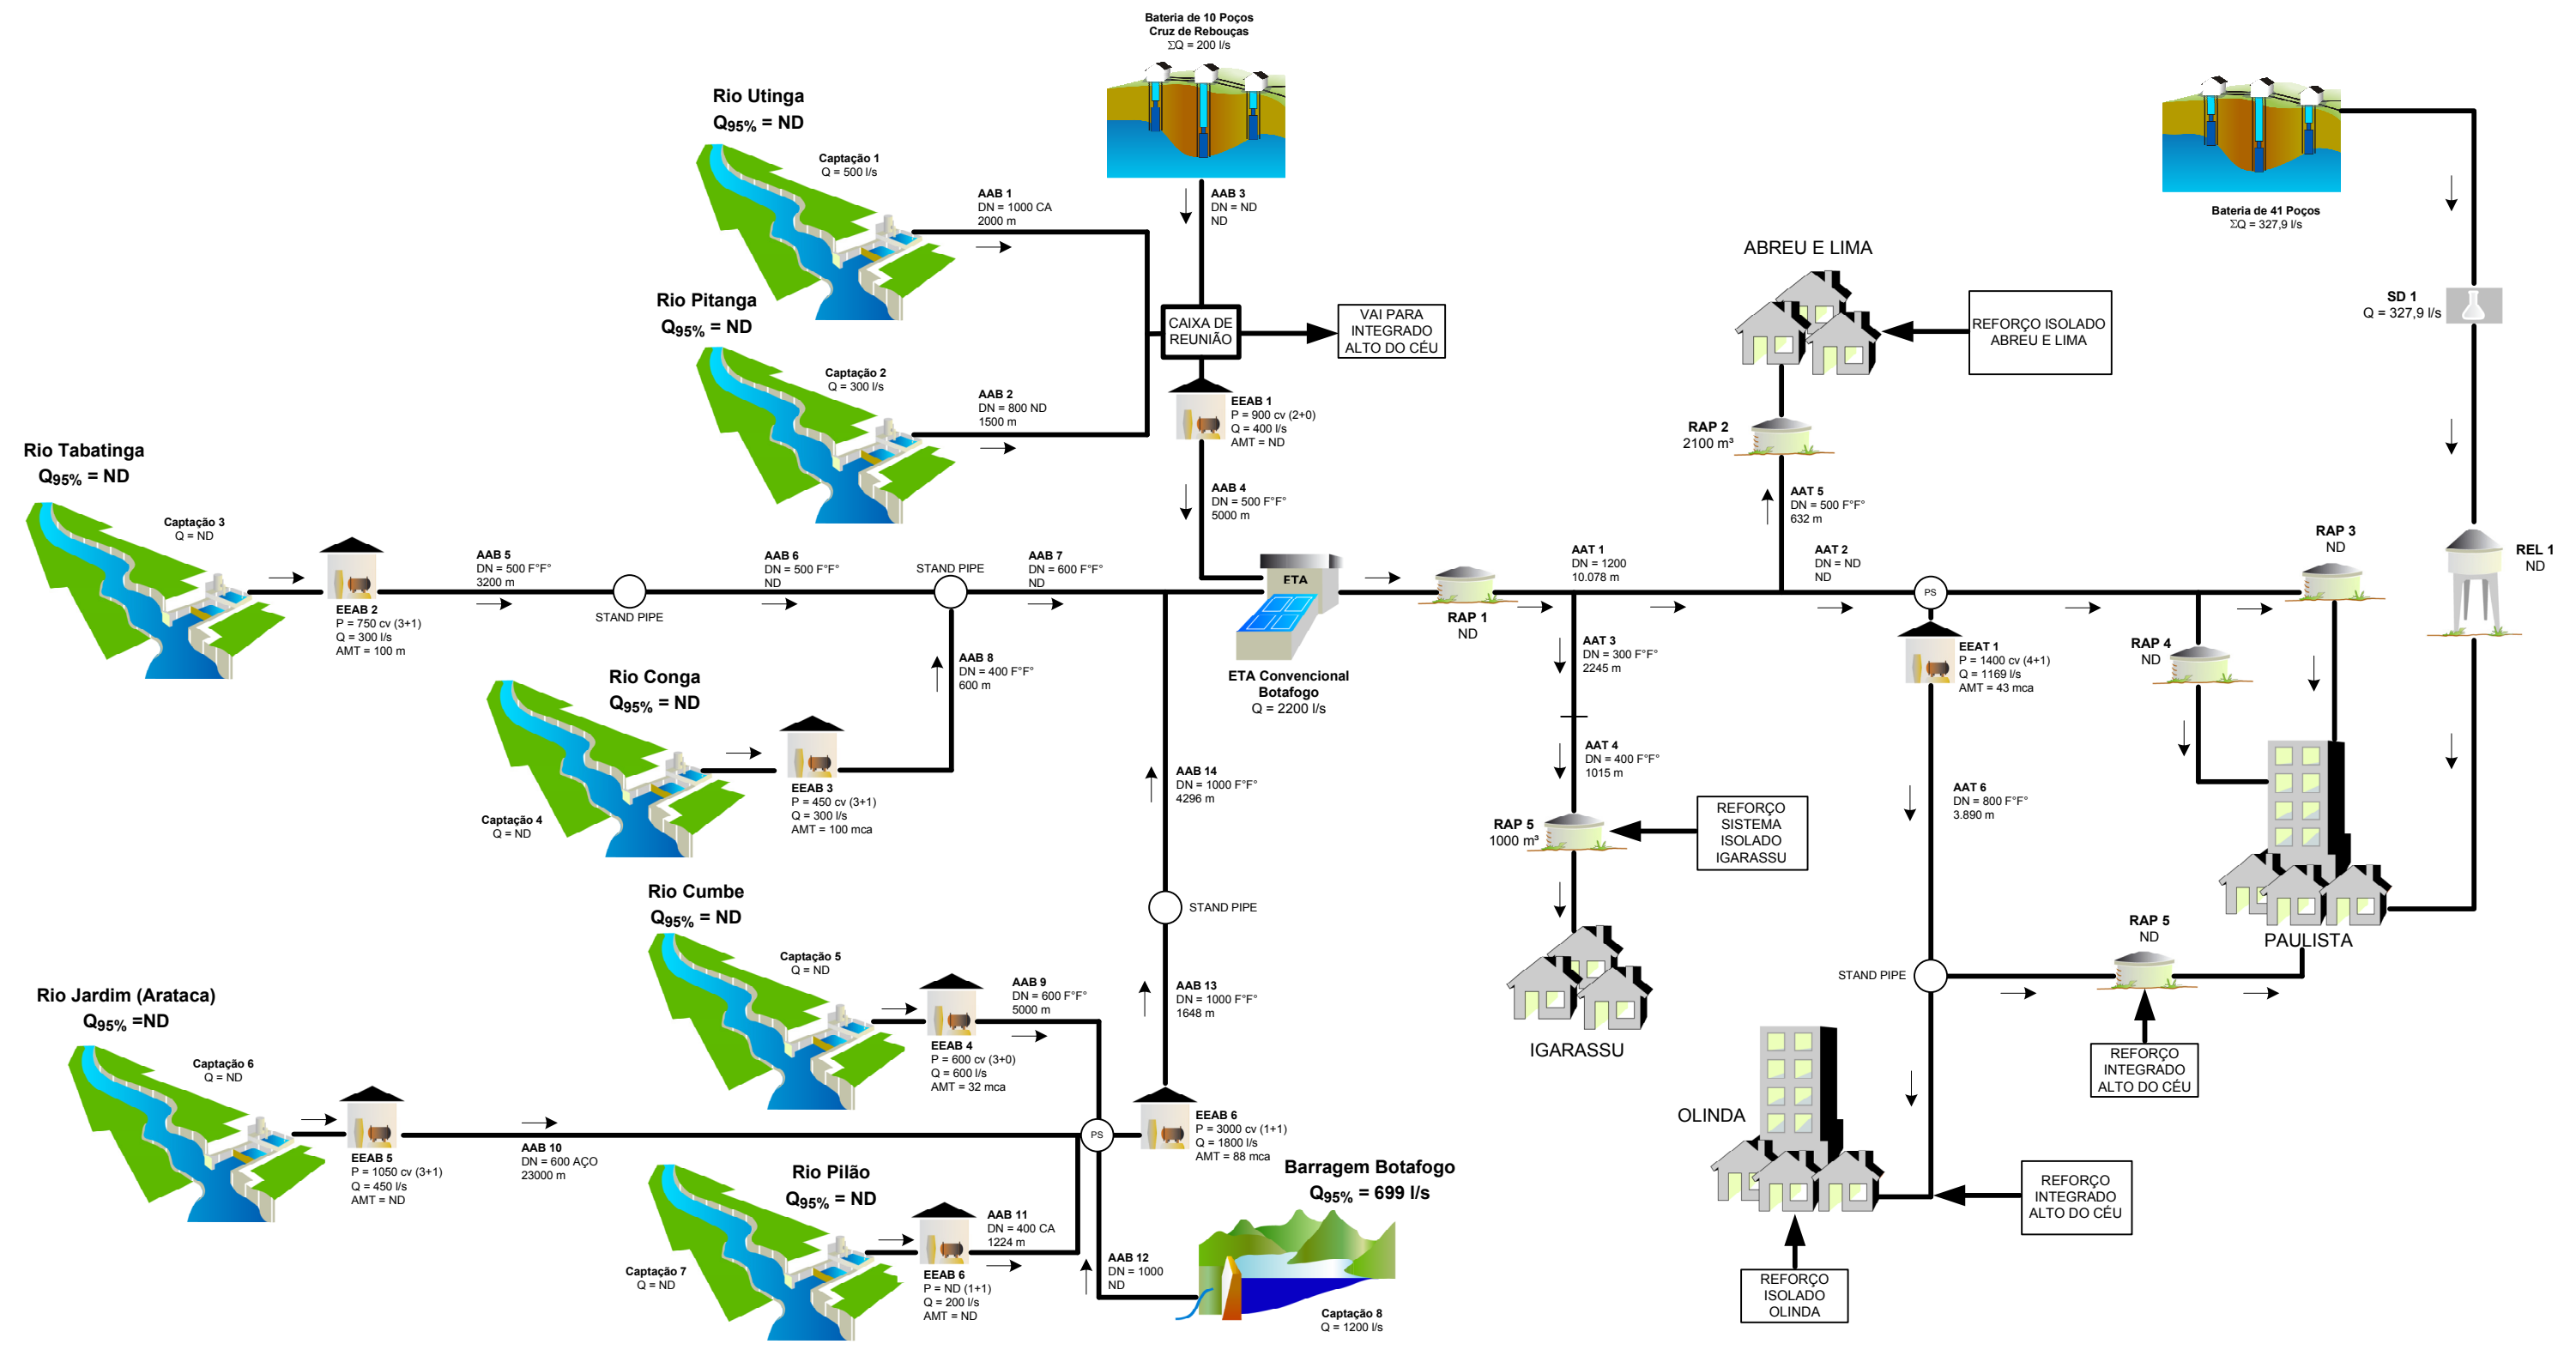 Bateria de 10 Poços
Cruz de Rebouças
ΣQ = 200 l/s
Rio Utinga
Q95% = ND
Captação 1
Q = 500 l/s
AAB 1
DN = 1000 CA
2000 m
AAB 3
DN = ND
ND
Bateria de 41 Poços
ΣQ = 327,9 l/s
Rio Pitanga
Q95% = ND
Captação 2
Q = 300 l/s
AAB 2
DN = 800 ND
1500 m
CAIXA DE
REUNIÃO
VAI PARA
INTEGRADO
ALTO DO CÉU
EEAB 1
P = 900 cv (2+0)
Q = 400 l/s
AMT = ND
AAB 4
DN = 500 F°F°
5000 m
ABREU E LIMA
REFORÇO ISOLADO
ABREU E LIMA
RAP 2
2100 m³
AAT 5
DN = 500 F°F°
632 m
SD 1
Q = 327,9 l/s
REL 1
ND
Rio Tabatinga
Q95% = ND
Captação 3
Q = ND
EEAB 2
P = 750 cv (3+1)
Q = 300 l/s
AMT = 100 m
AAB 5
DN = 500 F°F°
3200 m
STAND PIPE
AAB 6
DN = 500 F°F°
ND
STAND PIPE
AAB 7
DN = 600 F°F°
ND
ETA
ETA Convencional
Botafogo
Q = 2200 l/s
RAP 1
ND
AAT 1
DN = 1200
10.078 m
AAT 2
DN = ND
ND
PS
RAP 3
ND
RAP 4
ND
EEAT 1
P = 1400 cv (4+1)
Q = 1169 l/s
AMT = 43 mca
AAT 3
DN = 300 F°F°
2245 m
AAT 4
DN = 400 F°F°
1015 m
RAP 5
1000 m³
REFORÇO
SISTEMA
ISOLADO
IGARASSU
IGARASSU
AAT 6
DN = 800 F°F°
3.890 m
STAND PIPE
RAP 5
ND
PAULISTA
REFORÇO
INTEGRADO
ALTO DO CÉU
OLINDA
REFORÇO
INTEGRADO
ALTO DO CÉU
REFORÇO
ISOLADO
OLINDA
Rio Conga
Q95% = ND
Captação 4
Q = ND
EEAB 3
P = 450 cv (3+1)
Q = 300 l/s
AMT = 100 mca
AAB 8
DN = 400 F°F°
600 m
AAB 14
DN = 1000 F°F°
4296 m
STAND PIPE
AAB 13
DN = 1000 F°F°
1648 m
Rio Cumbe
Q95% = ND
Captação 5
Q = ND
EEAB 4
P = 600 cv (3+0)
Q = 600 l/s
AMT = 32 mca
AAB 9
DN = 600 F°F°
5000 m
Rio Jardim (Arataca)
Q95% =ND
Captação 6
Q = ND
EEAB 5
P = 1050 cv (3+1)
Q = 450 l/s
AMT = ND
AAB 10
DN = 600 AÇO
23000 m
PS
EEAB 6
P = 3000 cv (1+1)
Q = 1800 l/s
AMT = 88 mca
Rio Pilão
Q95% = ND
Captação 7
Q = ND
EEAB 6
P = ND (1+1)
Q = 200 l/s
AMT = ND
AAB 11
DN = 400 CA
1224 m
AAB 12
DN = 1000
ND
Barragem Botafogo
Q95% = 699 l/s
Captação 8
Q = 1200 l/s